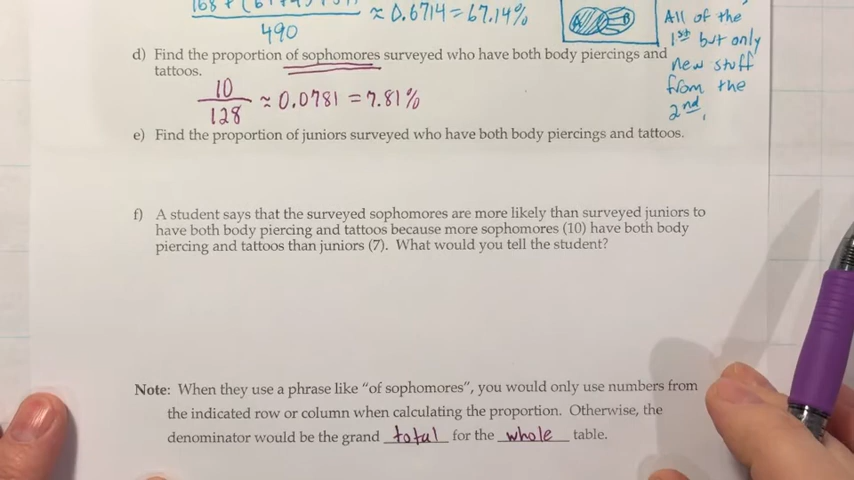 490 ≈ 0.6714 = 67.14%
All of the
1st but only
new stuff
from the
2nd.
A B
d) Find the proportion of sophomores surveyed who have both body piercings and
tattoos.
10
128 ≈ 0.0781 = 7.81%
e) Find the proportion of juniors surveyed who have both body piercings and tattoos.
f) A student says that the surveyed sophomores are more likely than surveyed juniors to
have both body piercing and tattoos because more sophomores (10) have both body
piercing and tattoos than juniors (7). What would you tell the student?
Note: When they use a phrase like “of sophomores”, you would only use numbers from
the indicated row or column when calculating the proportion. Otherwise, the
denominator would be the grand total for the whole table.